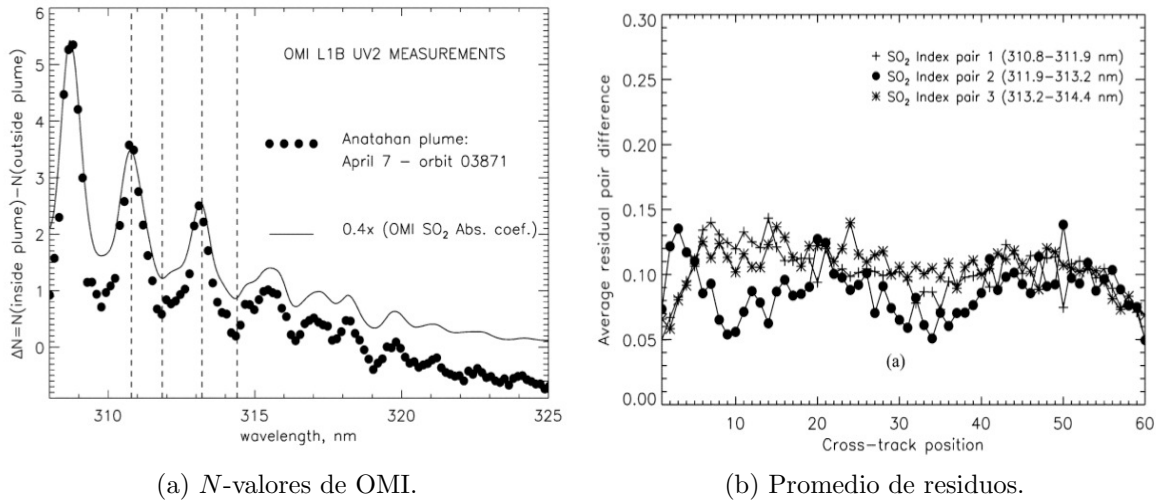 6
5
4
3
2
1
0
310
315
320
325
ΔN=N(inside plume)−N(outside plume)
wavelength, nm
OMI L1B UV2 MEASUREMENTS
Anatahan plume:
April 7 − orbit 03871
0.4x (OMI SO₂ Abs. coef.)
(a) N-valores de OMI.
0.30
0.25
0.20
0.15
0.10
0.05
0.00
10
20
30
40
50
60
Average residual pair difference
Cross−track position
SO₂ Index pair 1 (310.8−311.9 nm)
SO₂ Index pair 2 (311.9−313.2 nm)
SO₂ Index pair 3 (313.2−314.4 nm)
(a)
(b) Promedio de residuos.